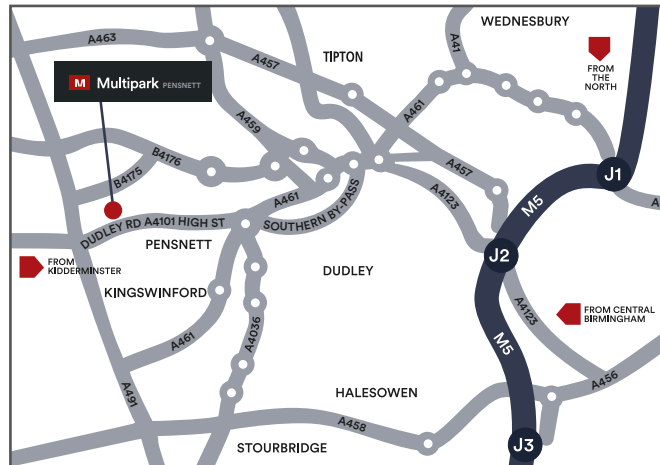 WEDNESBURY
A463
A41
TIPTON
A457
FROM
THE
NORTH
M Multipark PENSNETT
A461
A459
B4176
A457
J1
B4175
A461
A4123
A
M5
DUDLEY RD A4101 HIGH ST
SOUTHERN BY-PASS
PENSNETT
J2
FROM
KIDDERMINSTER
DUDLEY
KINGSWINFORD
A4123
FROM CENTRAL
BIRMINGHAM
A4036
A461
M5
A491
HALESOWEN
A456
A458
STOURBRIDGE
J3